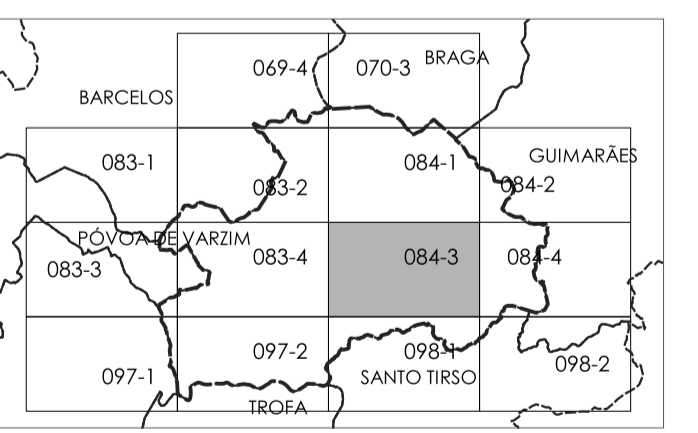 069-4
070-3
BRAGA
BARCELOS
083-1
083-2
084-1
GUIMARÃES
084-2
PÓVOA DE VARZIM
083-3
083-4
084-3
084-4
097-1
097-2
098-1
098-2
SANTO TIRSO
TROFA